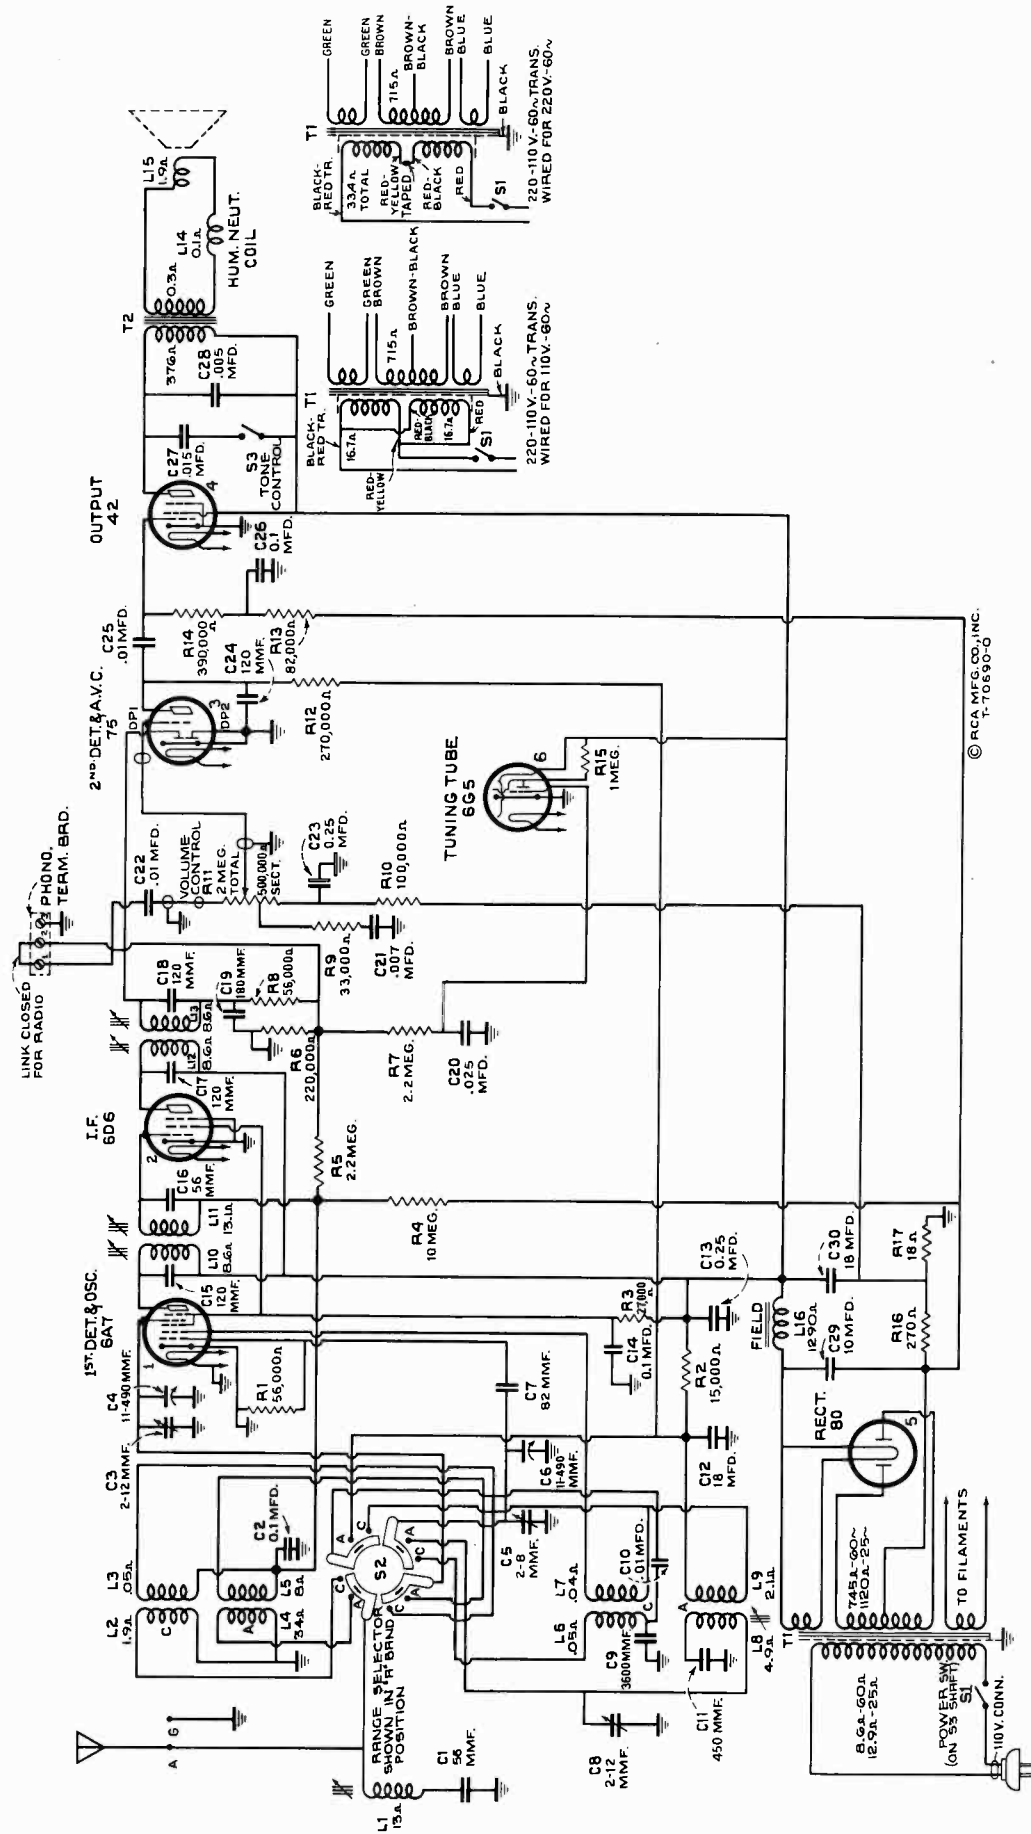 LINK CLOSED
FOR RADIO
PHONO.
TERM. BRD.
1 2
1ST. DET. & OSC.
6A7
I.F.
6D6
2ND. DET. & A.V.C.
75
OUTPUT
42
A
G
L1
13Ω
C1
56
MMF.
RANGE SELECTOR
SHOWN IN "A" BAND
POSITION
S2
A
C
A
C
A
C
A
C
L2
1.9Ω
L3
.05Ω
C
L4
34Ω
A
L5
8Ω
C2
0.1 MFD.
C3
2-12 MMF.
C4
11-490 MMF.
1
R1
56,000Ω
C5
2-8
MMF.
C6
11-490
MMF.
C7
82 MMF.
L6
.05Ω
L7
.04Ω
C
C8
2-12
MMF.
C9
3600 MMF.
C10
.01 MFD.
C11
450 MMF.
A
L8
4.9Ω
L9
2.1Ω
C12
18
MFD.
R2
15,000Ω
C13
0.25
MFD.
C14
0.1 MFD.
R3
27,000
Ω
C15
120
MMF.
L10
8.6Ω
L11
13.1Ω
C16
56
MMF.
2
R4
10 MEG.
R5
2.2 MEG.
C17
120
MMF.
L12
8.6Ω
L13
8.6Ω
C18
120
MMF.
C19
180 MMF.
R8
56,000Ω
R6
220,000Ω
R7
2.2 MEG.
C20
.025
MFD.
R9
33,000Ω
C21
.007
MFD.
C22
.01 MFD.
VOLUME
CONTROL
R11
2 MEG.
TOTAL
500,000Ω
SECT.
C23
0.25
MFD.
R10
100,000Ω
DP1
3
DP2
C24
120
MMF.
R12
270,000Ω
C25
.01 MFD.
R14
390,000
Ω
R13
82,000Ω
C26
0.1
MFD.
4
C27
.015
MFD.
S3
TONE
CONTROL
C28
.005
MFD.
376Ω
T2
0.3Ω
L14
0.1Ω
HUM. NEUT.
COIL
L15
1.9Ω
TUNING TUBE
6G5
6
R15
1 MEG.
T1
BLACK-
RED TR.
16.7Ω
RED-
BLACK
16.7Ω
RED
RED-
YELLOW
S1
GREEN
GREEN
BROWN
715Ω
BROWN-BLACK
BROWN
BLUE
BLUE
BLACK
220-110V.-60~TRANS.
WIRED FOR 110V.-60~
T1
BLACK-
RED TR.
33.4Ω
TOTAL
RED-
YELLOW
TAPED
RED-
BLACK
RED
S1
GREEN
GREEN
BROWN
715Ω
BROWN-
BLACK
BROWN
BLUE
BLUE
BLACK
220-110 V.-60~TRANS.
WIRED FOR 220V.-60~
FIELD
L16
1290Ω
C29
10 MFD.
C30
18 MFD.
R16
270Ω
R17
18Ω
RECT.
80
5
T1
745Ω-60~
1120Ω-25~
TO FILAMENTS
8.6Ω-60~
12.9Ω-25~
POWER SW.
(ON S3 SHAFT)
S1
110V. CONN.
© RCA MFG. CO., INC.
T-70690-0